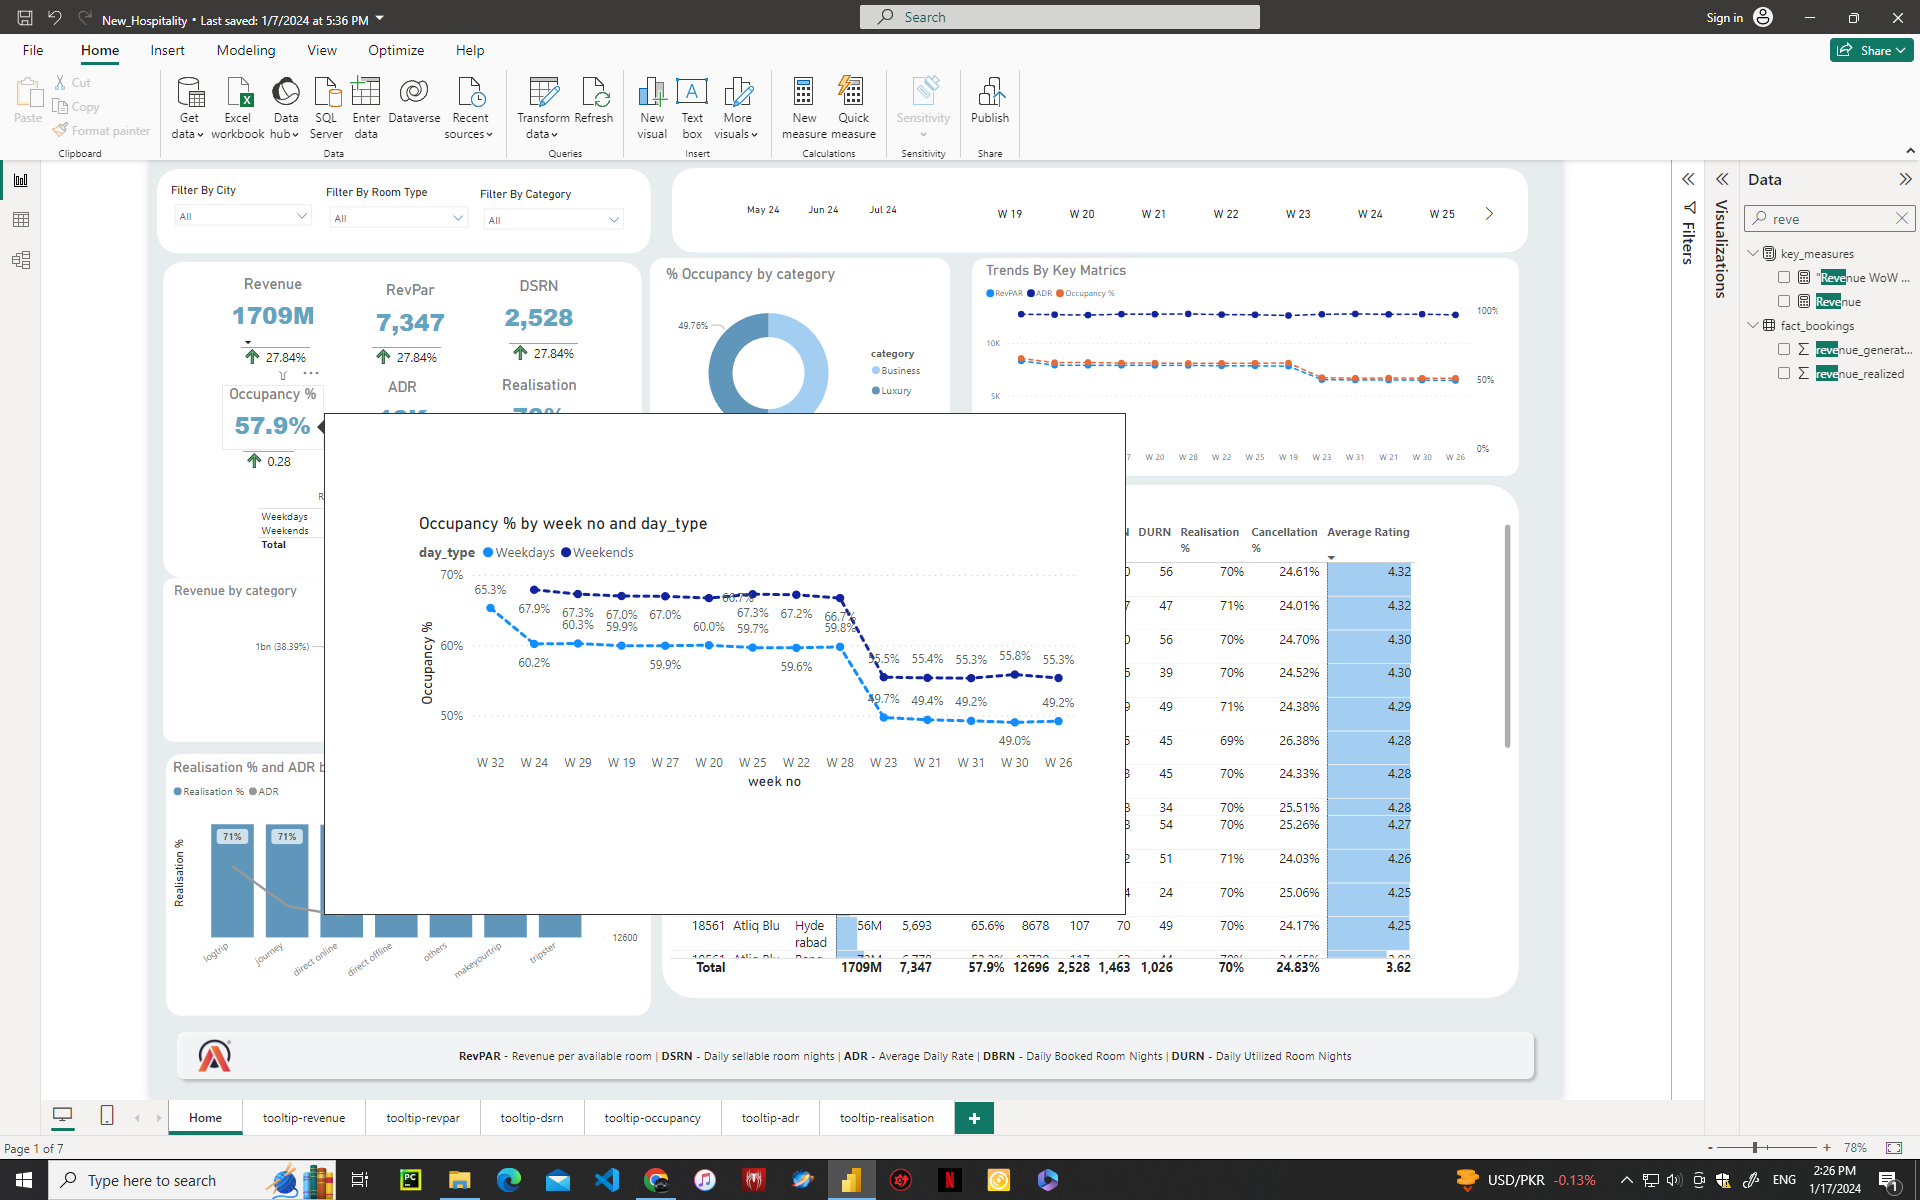 New_Hospitality • Last saved: 1/7/2024 at 5:36 PM
Search
Sign in
File Home Insert Modeling View Optimize Help
Share
Paste
Cut
Copy
Format painter
Get data
Excel workbook
Data hub
SQL Server
Enter data
Dataverse
Recent sources
Transform data
Refresh
New visual
Text box
More visuals
New measure
Quick measure
Sensitivity
Publish
Clipboard
Data
Queries
Insert
Calculations
Sensitivity
Share
Filter By City
All
Filter By Room Type
All
Filter By Category
All
May 24 Jun 24 Jul 24
W 19 W 20 W 21 W 22 W 23 W 24 W 25
Revenue
1709M
27.84%
RevPar
7,347
27.84%
DSRN
2,528
27.84%
Occupancy %
57.9%
0.28
ADR
Realisation
Weekdays
Weekends
Total
% Occupancy by category
49.76%
category
Business
Luxury
Trends By Key Matrics
RevPAR ADR Occupancy %
10K
5K
100%
50%
0%
W 20 W 28 W 22 W 25 W 19 W 23 W 31 W 21 W 30 W 26
Occupancy % by week no and day_type
day_type Weekdays Weekends
Occupancy %
70%
60%
50%
65.3%
67.9% 67.3% 67.0% 67.0% 66.7% 67.3% 67.2% 66.7% 55.5% 55.4% 55.3% 55.8% 55.3%
60.2% 60.3% 59.9% 59.9% 60.0% 59.7% 59.6% 59.8% 49.7% 49.4% 49.2% 49.0% 49.2%
W 32 W 24 W 29 W 19 W 27 W 20 W 25 W 22 W 28 W 23 W 21 W 31 W 30 W 26
week no
Revenue by category
1bn (38.39%)
Realisation % and ADR b
Realisation % ADR
Realisation %
71% 71%
12600
logtrip journey direct online direct offline others makeyourtrip tripster
DURN Realisation % Cancellation % Average Rating
56 70% 24.61% 4.32
47 71% 24.01% 4.32
56 70% 24.70% 4.30
39 70% 24.52% 4.30
49 71% 24.38% 4.29
45 69% 26.38% 4.28
45 70% 24.33% 4.28
34 70% 25.51% 4.28
54 70% 25.26% 4.27
51 71% 24.03% 4.26
24 70% 25.06% 4.25
18561 Atliq Blu Hyderabad 56M 5,693 65.6% 8678 107 70 49 70% 24.17% 4.25
Total 1709M 7,347 57.9% 12696 2,528 1,463 1,026 70% 24.83% 3.62
RevPAR - Revenue per available room | DSRN - Daily sellable room nights | ADR - Average Daily Rate | DBRN - Daily Booked Room Nights | DURN - Daily Utilized Room Nights
Filters
Visualizations
Data
reve
key_measures
"Revenue WoW ...
Revenue
fact_bookings
revenue_generat...
revenue_realized
Home tooltip-revenue tooltip-revpar tooltip-dsrn tooltip-occupancy tooltip-adr tooltip-realisation
Page 1 of 7
78%
Type here to search
USD/PKR -0.13%
ENG
2:26 PM
1/17/2024
1